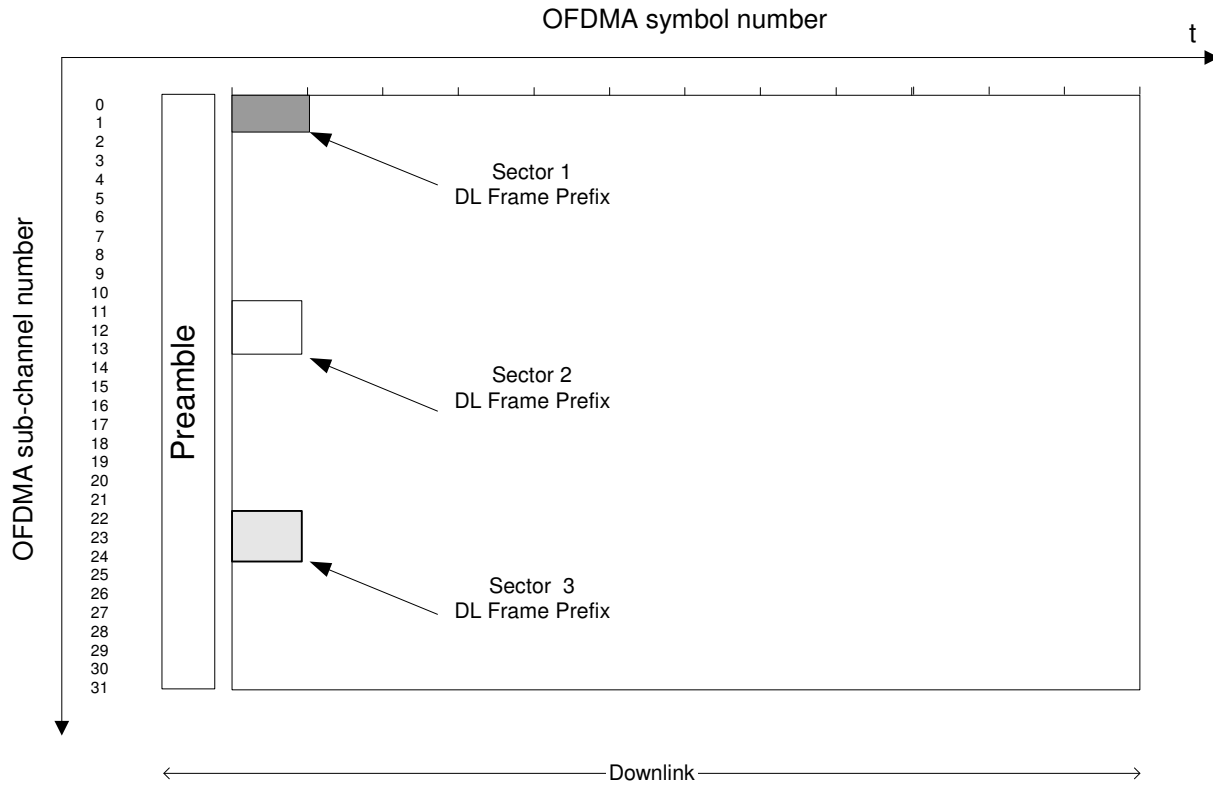 OFDMA symbol number
t
OFDMA sub-channel number
0
1
2
3
4
5
6
7
8
9
10
11
12
13
14
15
16
17
18
19
20
21
22
23
24
25
26
27
28
29
30
31
Preamble
Sector 1
DL Frame Prefix
Sector 2
DL Frame Prefix
Sector 3
DL Frame Prefix
Downlink